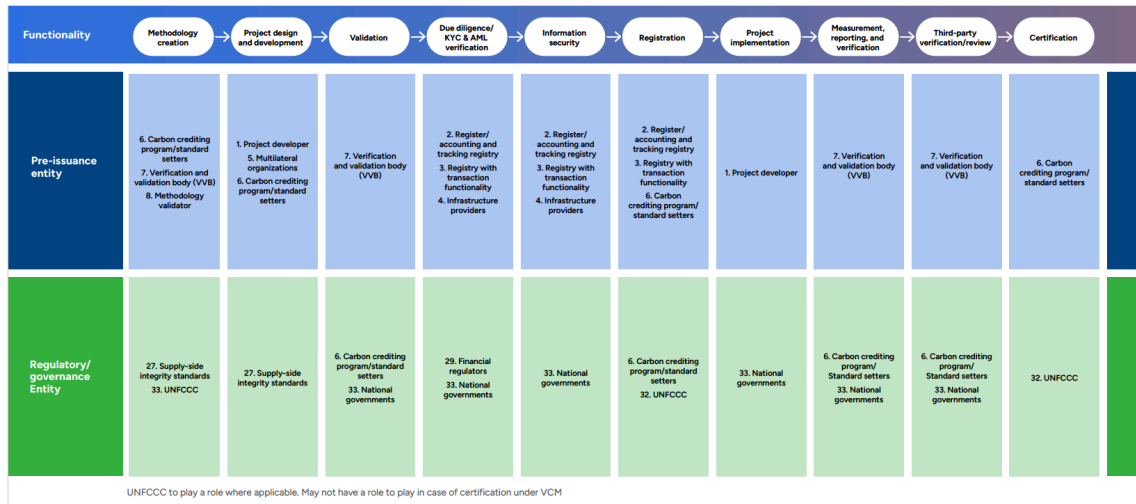 Functionality
Methodology
creation
Project design
and development
Validation
Due diligence/
KYC & AML
verification
Information
security
Registration
Project
implementation
Measurement,
reporting, and
verification
Third-party
verification/review
Certification
Pre-issuance
entity
6. Carbon crediting
program/standard
setters
7. Verification and
validation body (VVB)
8. Methodology
validator
1. Project developer
5. Multilateral
organizations
6. Carbon crediting
program/standard
setters
7. Verification
and validation body
(VVB)
2. Register/
accounting and
tracking registry
3. Registry with
transaction
functionality
4. Infrastructure
providers
2. Register/
accounting and
tracking registry
3. Registry with
transaction
functionality
4. Infrastructure
providers
2. Register/
accounting and
tracking registry
3. Registry with
transaction
functionality
6. Carbon
crediting program/
standard setters
1. Project developer
7. Verification
and validation body
(VVB)
7. Verification
and validation body
(VVB)
6. Carbon
crediting program/
standard setters
Regulatory/
governance
Entity
27. Supply-side
integrity standards
33. UNFCCC
27. Supply-side
integrity standards
6. Carbon crediting
program/standard
setters
33. National
governments
29. Financial
regulators
33. National
governments
33. National
governments
6. Carbon crediting
program/standard
setters
32. UNFCCC
33. National
governments
6. Carbon crediting
program/
Standard setters
33. National
governments
6. Carbon crediting
program/
Standard setters
33. National
governments
32. UNFCCC
UNFCCC to play a role where applicable. May not have a role to play in case of certification under VCM